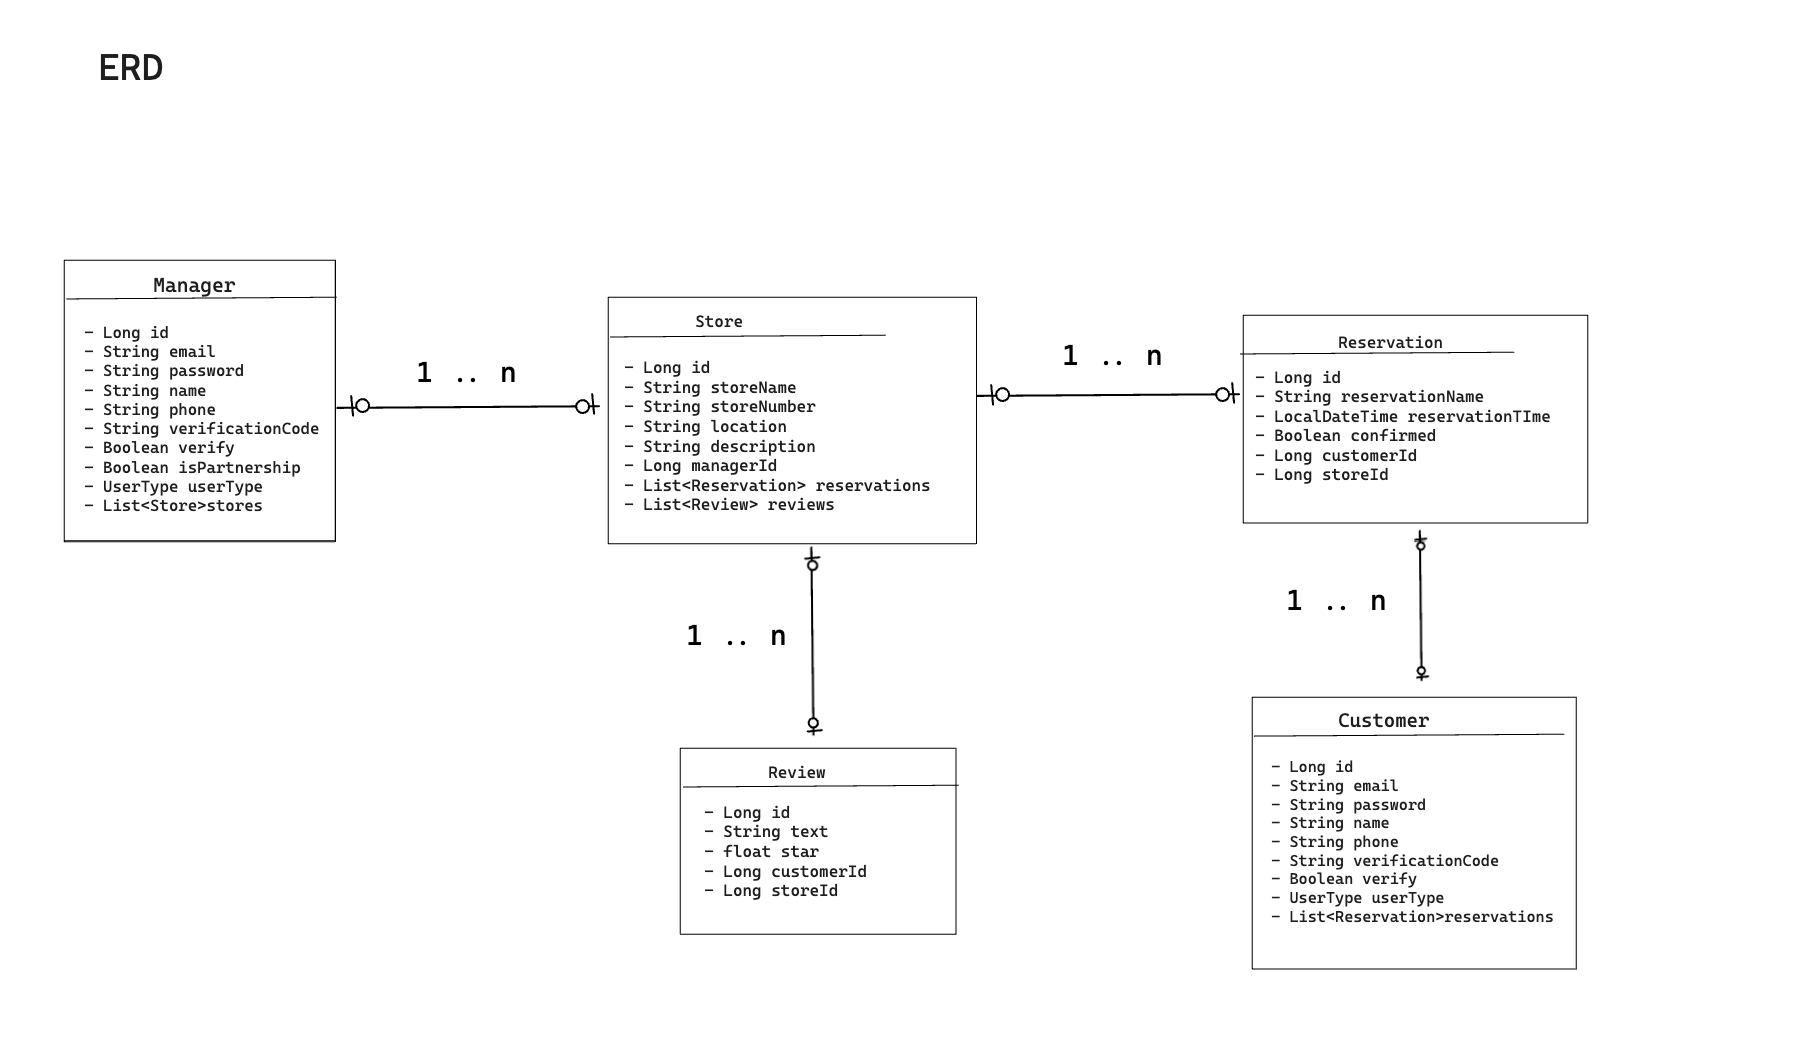 ERD
Manager
- Long id
- String email
- String password
- String name
- String phone
- String verificationCode
- Boolean verify
- Boolean isPartnership
- UserType userType
- List<Store>stores
1 .. n
Store
- Long id
- String storeName
- String storeNumber
- String location
- String description
- Long managerId
- List<Reservation> reservations
- List<Review> reviews
1 .. n
Reservation
- Long id
- String reservationName
- LocalDateTime reservationTIme
- Boolean confirmed
- Long customerId
- Long storeId
1 .. n
Review
- Long id
- String text
- float star
- Long customerId
- Long storeId
1 .. n
Customer
- Long id
- String email
- String password
- String name
- String phone
- String verificationCode
- Boolean verify
- UserType userType
- List<Reservation>reservations